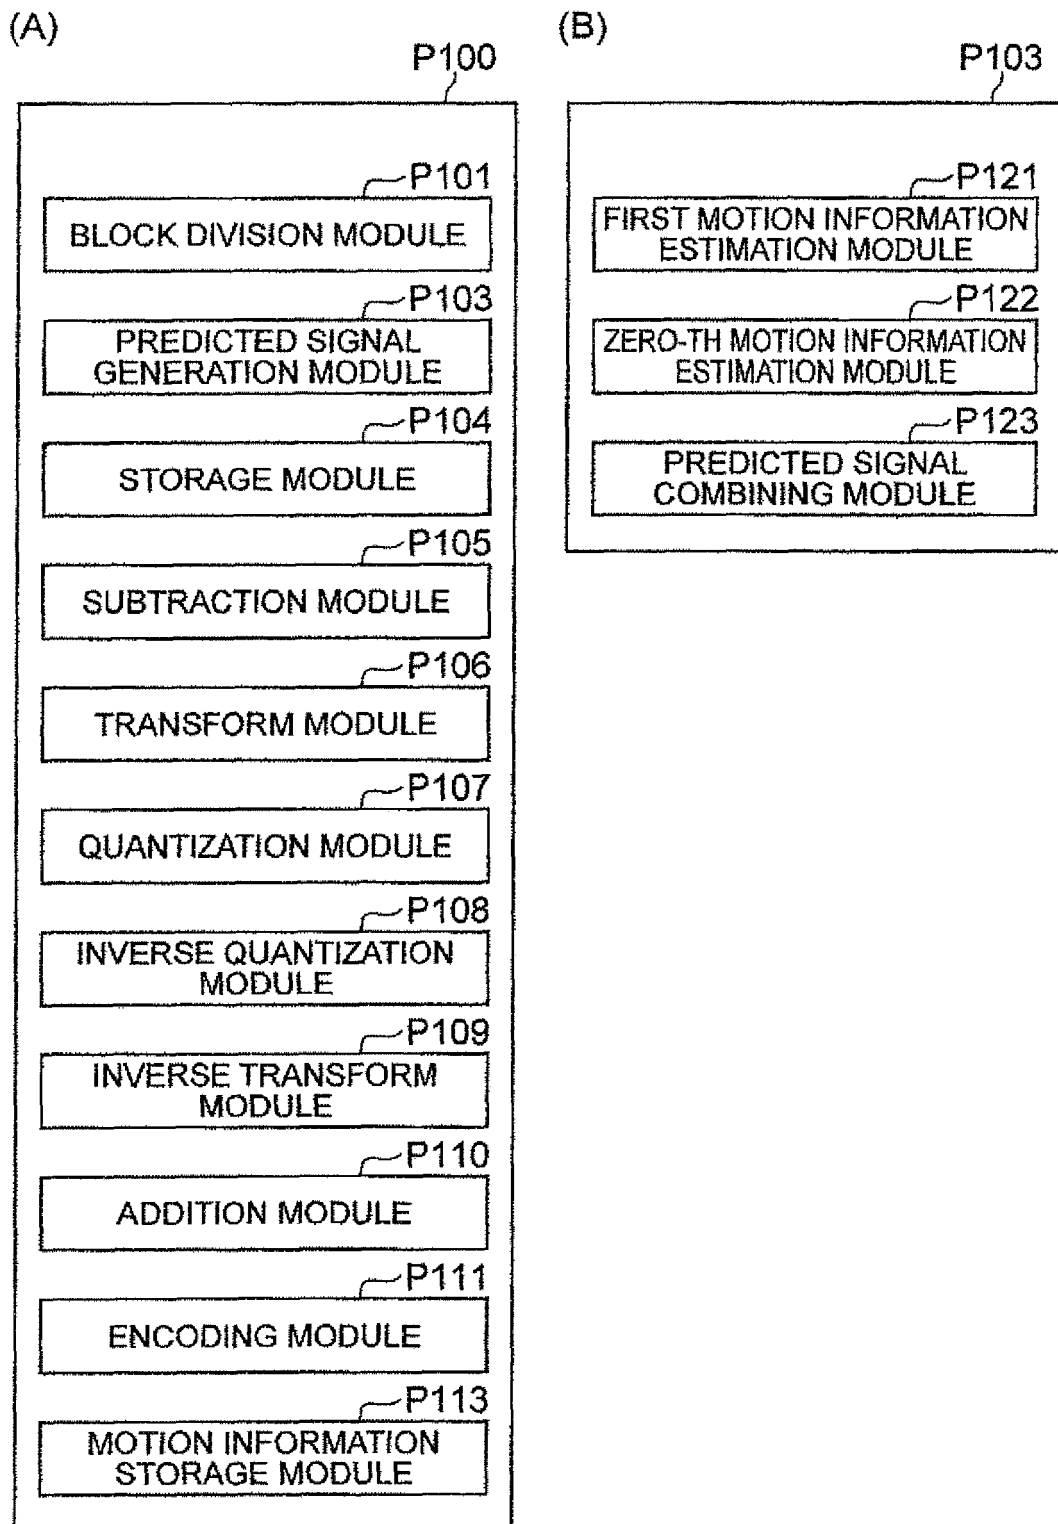 (A)
P100
P101
BLOCK DIVISION MODULE
P103
PREDICTED SIGNAL
GENERATION MODULE
P104
STORAGE MODULE
P105
SUBTRACTION MODULE
P106
TRANSFORM MODULE
P107
QUANTIZATION MODULE
P108
INVERSE QUANTIZATION
MODULE
P109
INVERSE TRANSFORM
MODULE
P110
ADDITION MODULE
P111
ENCODING MODULE
P113
MOTION INFORMATION
STORAGE MODULE
(B)
P103
P121
FIRST MOTION INFORMATION
ESTIMATION MODULE
P122
ZERO-TH MOTION INFORMATION
ESTIMATION MODULE
P123
PREDICTED SIGNAL
COMBINING MODULE